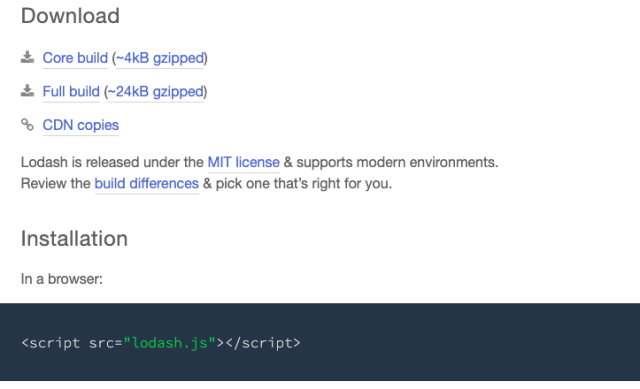 Download
Core build (~4kB gzipped)
Full build (~24kB gzipped)
CDN copies
Lodash is released under the MIT license & supports modern environments.
Review the build differences & pick one that’s right for you.
Installation
In a browser:
<script src="lodash.js"></script>